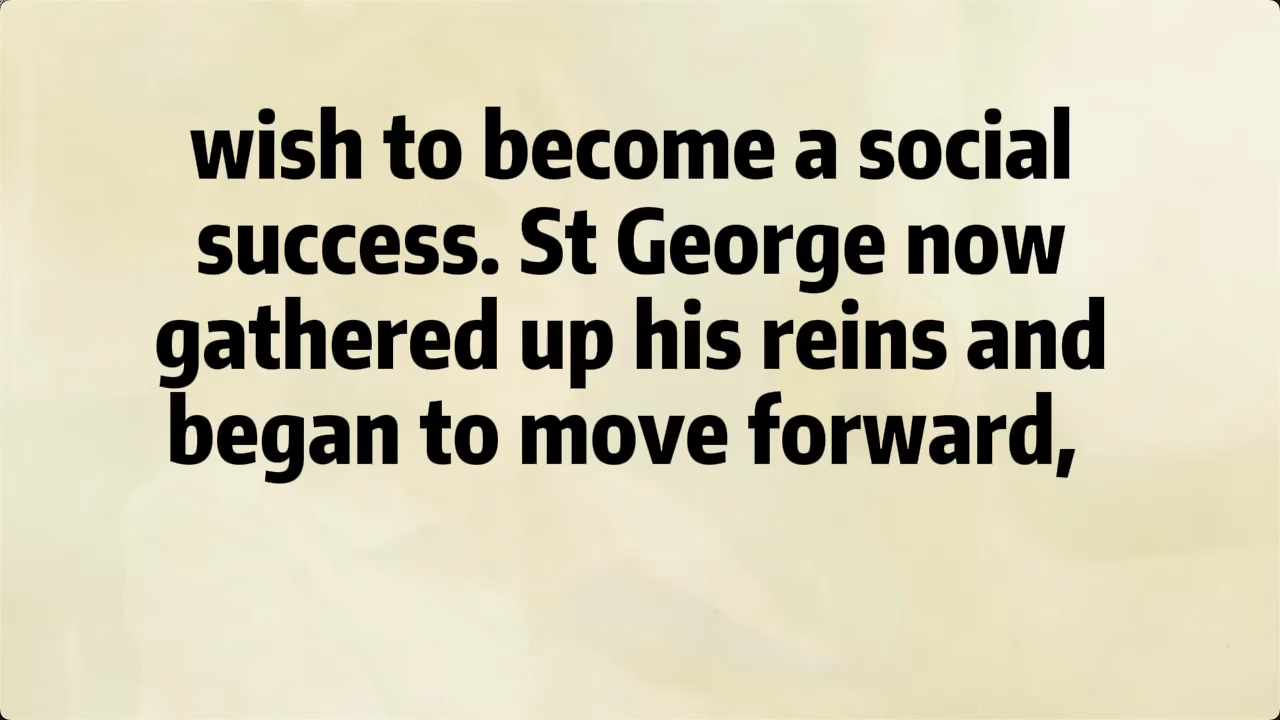 wish to become a social
success. St George now
gathered up his reins and
began to move forward,